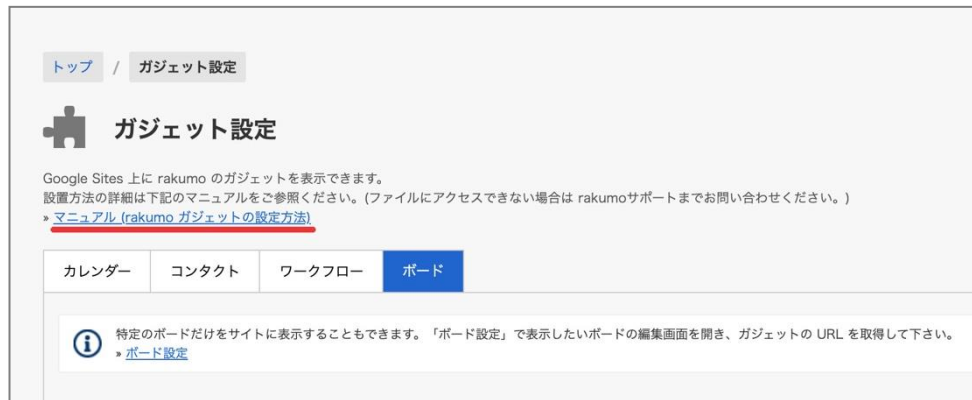 トップ / ガジェット設定
ガジェット設定
Google Sites 上に rakumo のガジェットを表示できます。
設置方法の詳細は下記のマニュアルをご参照ください。(ファイルにアクセスできない場合は rakumoサポートまでお問い合わせください。)
» マニュアル (rakumo ガジェットの設定方法)
カレンダー コンタクト ワークフロー ボード
特定のボードだけをサイトに表示することもできます。「ボード設定」で表示したいボードの編集画面を開き、ガジェットの URL を取得して下さい。
» ボード設定